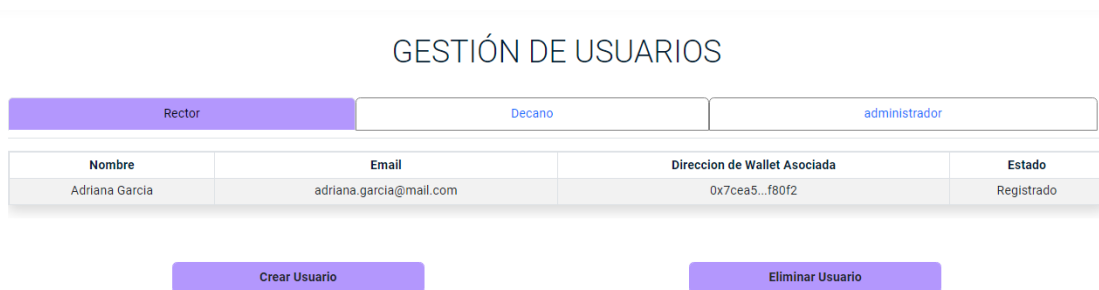 GESTIÓN DE USUARIOS
Rector Decano administrador
Nombre Email Direccion de Wallet Asociada Estado
Adriana Garcia adriana.garcia@mail.com 0x7cea5...f80f2 Registrado
Crear Usuario Eliminar Usuario